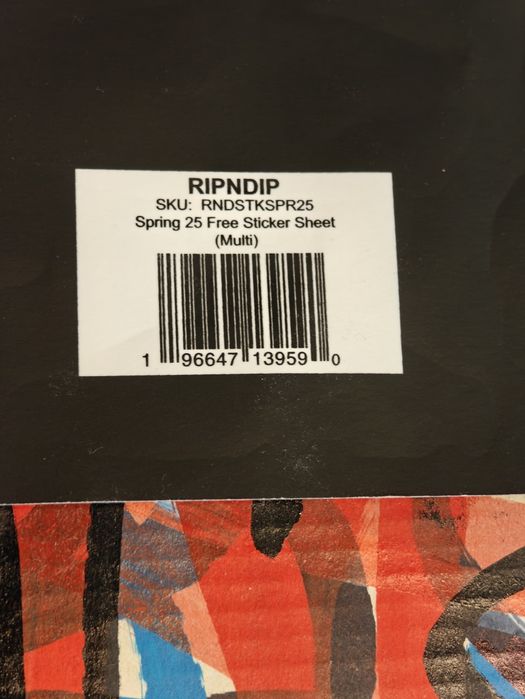 RIPNDIP
SKU: RNDSTKSPR25
Spring 25 Free Sticker Sheet
(Multi)
1 96647 13959 0